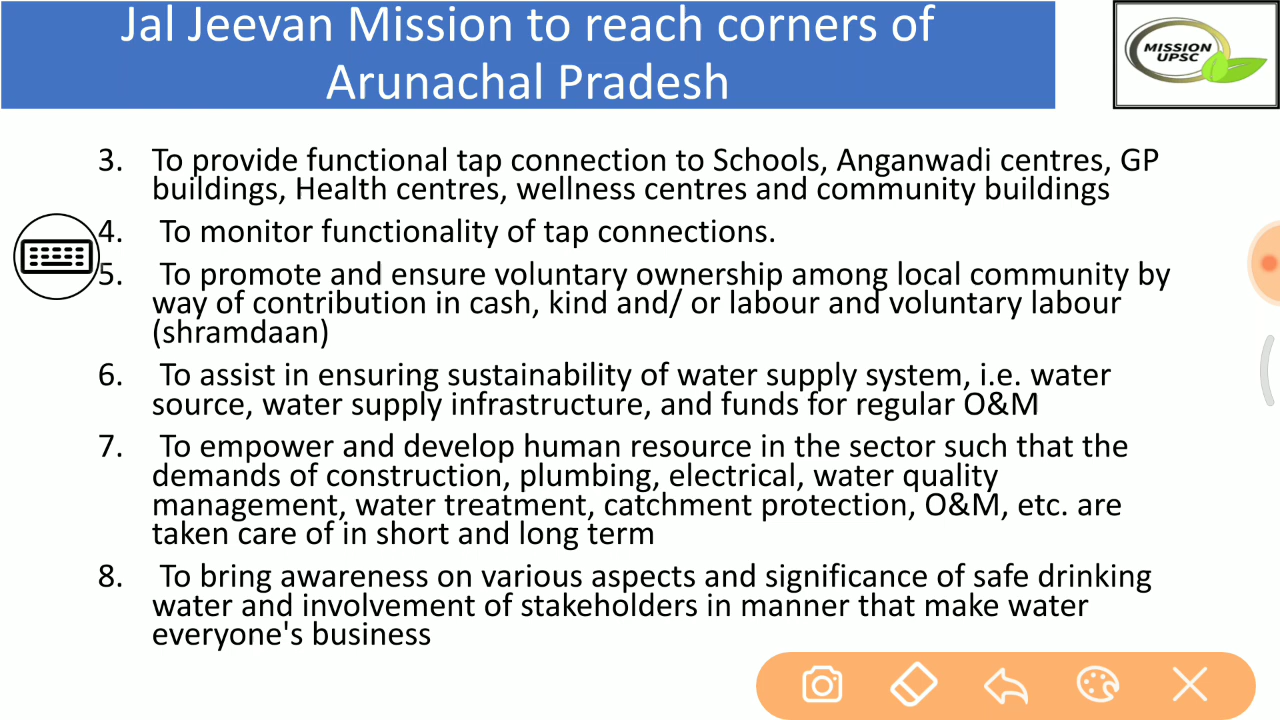 Jal Jeevan Mission to reach corners of
Arunachal Pradesh
MISSION
UPSC
3. To provide functional tap connection to Schools, Anganwadi centres, GP
buildings, Health centres, wellness centres and community buildings
4. To monitor functionality of tap connections.
5. To promote and ensure voluntary ownership among local community by
way of contribution in cash, kind and/ or labour and voluntary labour
(shramdaan)
6. To assist in ensuring sustainability of water supply system, i.e. water
source, water supply infrastructure, and funds for regular O&M
7. To empower and develop human resource in the sector such that the
demands of construction, plumbing, electrical, water quality
management, water treatment, catchment protection, O&M, etc. are
taken care of in short and long term
8. To bring awareness on various aspects and significance of safe drinking
water and involvement of stakeholders in manner that make water
everyone's business